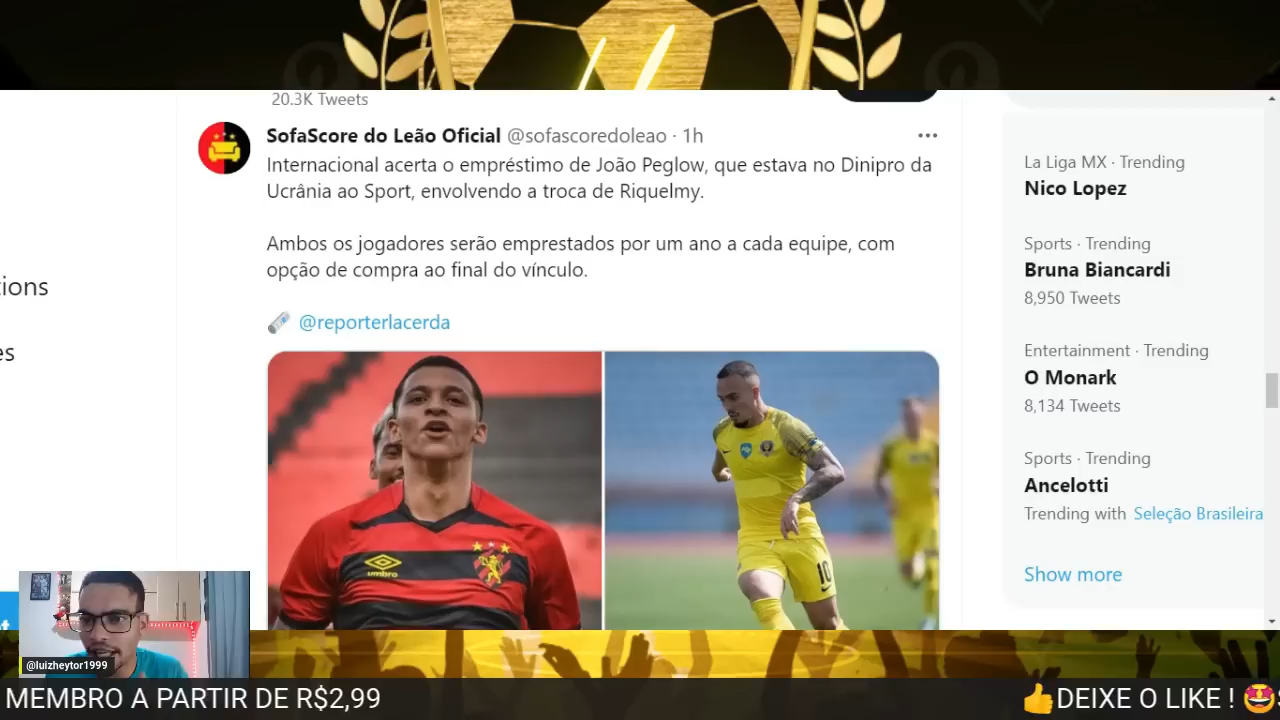 20.3K Tweets
SofaScore do Leão Oficial @sofascoredoleao · 1h
Internacional acerta o empréstimo de João Peglow, que estava no Dinipro da
Ucrânia ao Sport, envolvendo a troca de Riquelmy.
Ambos os jogadores serão emprestados por um ano a cada equipe, com
opção de compra ao final do vínculo.
@reporterlacerda
umbro
10
La Liga MX · Trending
Nico Lopez
Sports · Trending
Bruna Biancardi
8,950 Tweets
Entertainment · Trending
O Monark
8,134 Tweets
Sports · Trending
Ancelotti
Trending with Seleção Brasileira
Show more
@luizheytor1999
MEMBRO A PARTIR DE R$2,99
👍DEIXE O LIKE ! 🤩